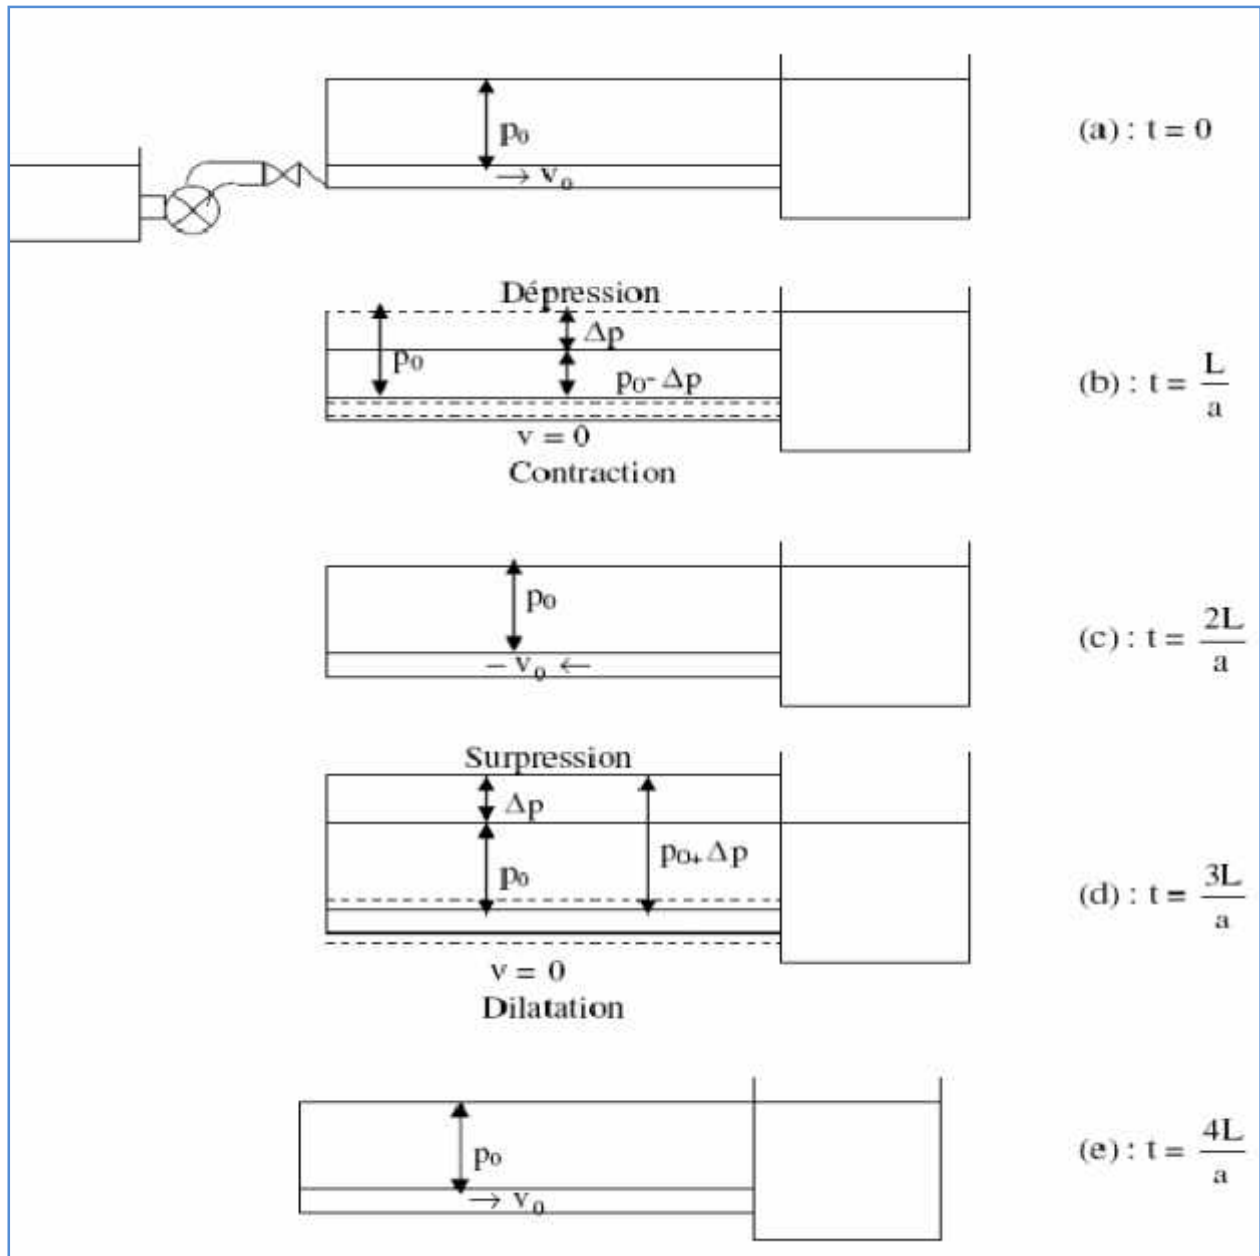 p₀
(a) : t = 0
→ v₀
Dépression
Δp
p₀
p₀- Δp
(b) : t = L/a
v = 0
Contraction
p₀
(c) : t = 2L/a
– v₀ ←
Surpression
Δp
p₀₊ Δp
p₀
(d) : t = 3L/a
v = 0
Dilatation
p₀
(e) : t = 4L/a
→ v₀